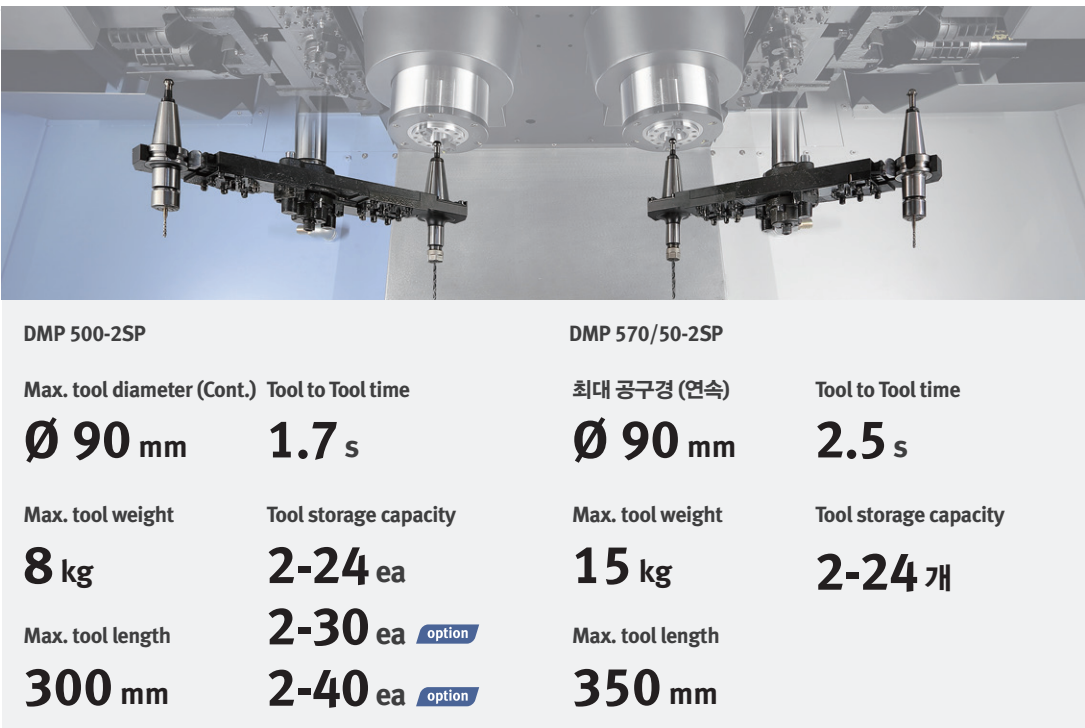 DMP 500-2SP
Max. tool diameter (Cont.)
Ø 90 mm
Tool to Tool time
1.7 s
Max. tool weight
8 kg
Tool storage capacity
2-24 ea
2-30 ea option
2-40 ea option
Max. tool length
300 mm
DMP 570/50-2SP
최대 공구경 (연속)
Ø 90 mm
Tool to Tool time
2.5 s
Max. tool weight
15 kg
Tool storage capacity
2-24 개
Max. tool length
350 mm